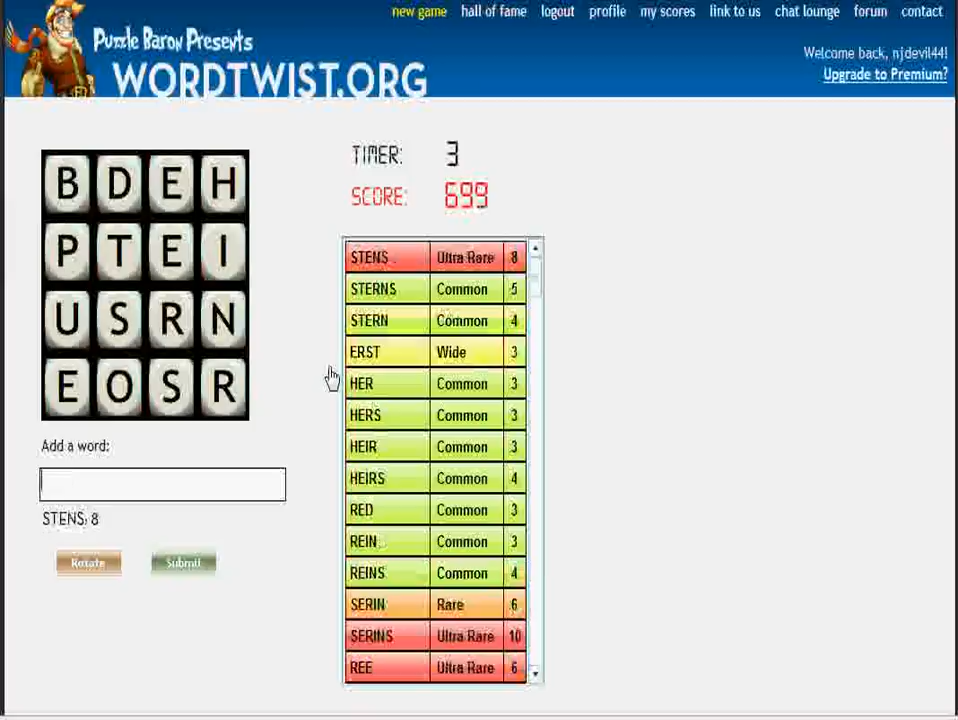 new game hall of fame logout profile my scores link to us chat lounge forum contact
Puzzle Baron Presents
WORDTWIST.ORG
Welcome back, njdevil44!
Upgrade to Premium?
TIMER: 3
SCORE: 699
B D E H
P T E I
U S R N
E O S R
Add a word:
STENS: 8
Rotate Submit
STENS Ultra Rare 8
STERNS Common 5
STERN Common 4
ERST Wide 3
HER Common 3
HERS Common 3
HEIR Common 3
HEIRS Common 4
RED Common 3
REIN Common 3
REINS Common 4
SERIN Rare 6
SERINS Ultra Rare 10
REE Ultra Rare 6